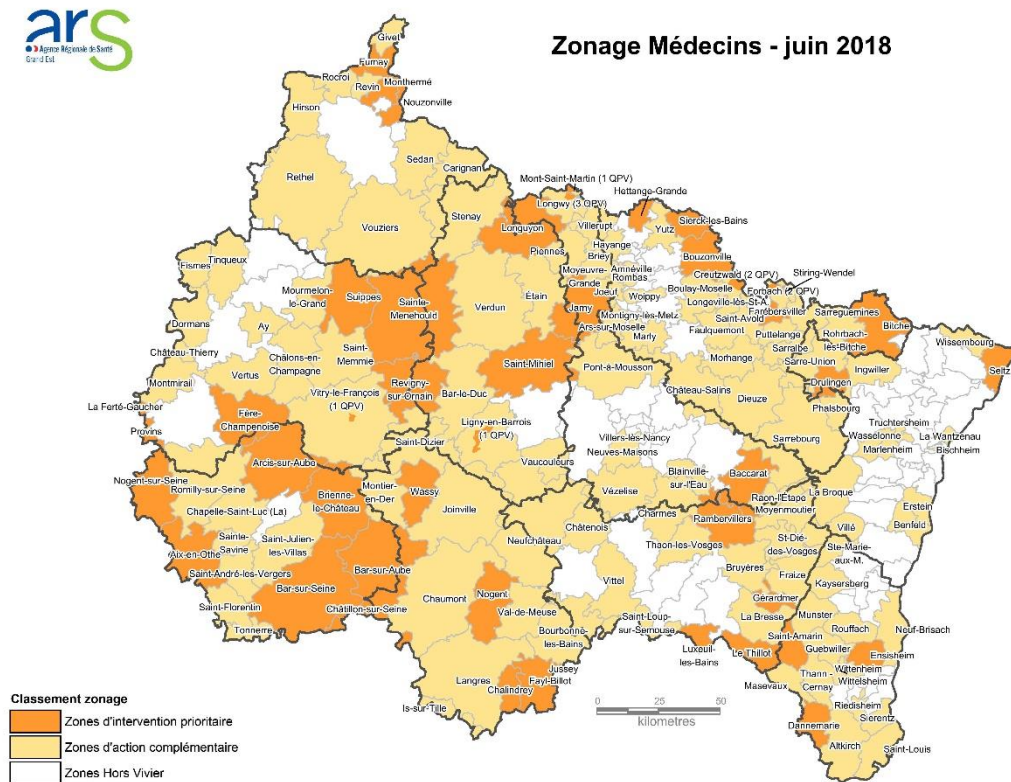 ars
Agence Régionale de Santé
Grand Est
Zonage Médecins - juin 2018
Givet
Fumay
Rocroi
Revin
Monthermé
Hirson
Nouzonville
Sedan
Carignan
Rethel
Mont-Saint-Martin (1 QPV)
Hettange-Grande
Stenay
Longwy (3 QPV)
Sierck-les-Bains
Vouziers
Longuyon
Villerupt
Yutz
Hayange
Piennes
Briey
Bouzonville
Fismes
Tinqueux
Moyeuvre-
Grande
Amnéville
Rombas
Creutzwald (2 QPV)
Stiring-Wendel
Mourmelon-
le-Grand
Suippes
Sainte-
Menehould
Verdun
Étain
Joeuf
Boulay-Moselle
Forbach (2 QPV)
Jarny
Woippy
Longeville-lès-St-A.
Farébersviller
Sarreguemines
Bitche
Dormans
Ay
Montigny-lès-Metz
Saint-Avold
Rohrbach-
lès-Bitche
Wissembourg
Ars-sur-Moselle
Marly
Faulquemont
Puttelange
Château-Thierry
Saint-
Memmie
Sarralbe
Châlons-en-
Champagne
Saint-Mihiel
Pont-à-Mousson
Morhange
Sarre-Union
Ingwiller
Seltz
Montmirail
Vertus
Revigny-
sur-Ornain
Vitry-le-François
(1 QPV)
Bar-le-Duc
Château-Salins
Dieuze
Drulingen
La Ferté-Gaucher
Phalsbourg
Provins
Fère-
Champenoise
Ligny-en-Barrois
(1 QPV)
Truchtersheim
Saint-Dizier
Villers-lès-Nancy
Neuves-Maisons
Sarrebourg
Wasselonne
La Wantzenau
Marlenheim
Bischheim
Arcis-sur-Aube
Vaucouleurs
Blainville-
sur-l'Eau
Baccarat
Nogent-sur-Seine
Romilly-sur-Seine
Montier-
en-Der
Wassy
Vézelise
Raon-l'Étape
La Broque
Brienne-
le-Château
Joinville
Moyenmoutier
Erstein
Chapelle-Saint-Luc (La)
Charmes
Rambervillers
Benfeld
Châtenois
Villé
Sainte-
Savine
Saint-Julien
les-Villas
Neufchâteau
Thaon-les-Vosges
St-Dié-
des-Vosges
Ste-Marie-
aux-M.
Aix-en-Othe
Saint-André-les-Vergers
Bar-sur-Aube
Bruyères
Fraize
Kaysersberg
Bar-sur-Seine
Vittel
Chaumont
Nogent
Gérardmer
Munster
Saint-Florentin
Châtillon-sur-Seine
Val-de-Meuse
La Bresse
Rouffach
Neuf-Brisach
Tonnerre
Bourbonne-
les-Bains
Saint-Loup-
sur-Semouse
Saint-Amarin
Guebwiller
Ensisheim
Luxeuil-
les-Bains
Le Thillot
Jussey
Wittenheim
Langres
Fayl-Billot
Thann -
Cernay
Wittelsheim
Masevaux
Chalindrey
Is-sur-Tille
Riedisheim
Sierentz
0 25 50
kilometres
Dannemarie
Altkirch
Saint-Louis
Classement zonage
Zones d'intervention prioritaire
Zones d'action complémentaire
Zones Hors Vivier